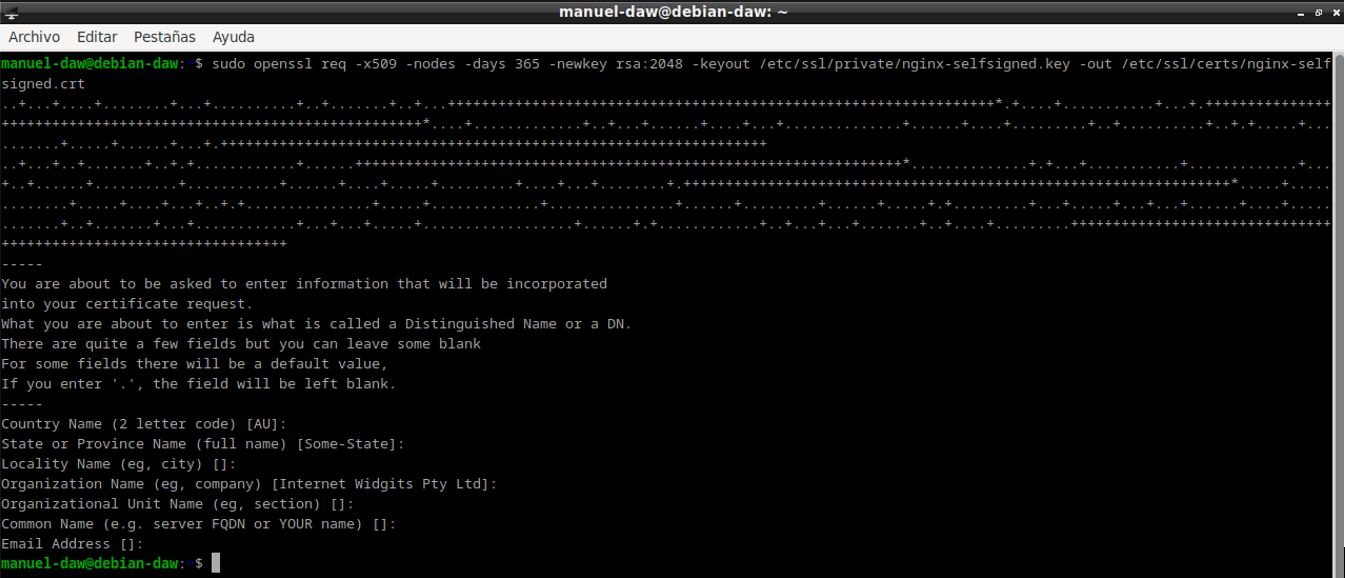 manuel-daw@debian-daw: ~
Archivo Editar Pestañas Ayuda
manuel-daw@debian-daw:~$ sudo openssl req -x509 -nodes -days 365 -newkey rsa:2048 -keyout /etc/ssl/private/nginx-selfsigned.key -out /etc/ssl/certs/nginx-self
signed.crt
-----
You are about to be asked to enter information that will be incorporated
into your certificate request.
What you are about to enter is what is called a Distinguished Name or a DN.
There are quite a few fields but you can leave some blank
For some fields there will be a default value,
If you enter '.', the field will be left blank.
-----
Country Name (2 letter code) [AU]:
State or Province Name (full name) [Some-State]:
Locality Name (eg, city) []:
Organization Name (eg, company) [Internet Widgits Pty Ltd]:
Organizational Unit Name (eg, section) []:
Common Name (e.g. server FQDN or YOUR name) []:
Email Address []:
manuel-daw@debian-daw:~$